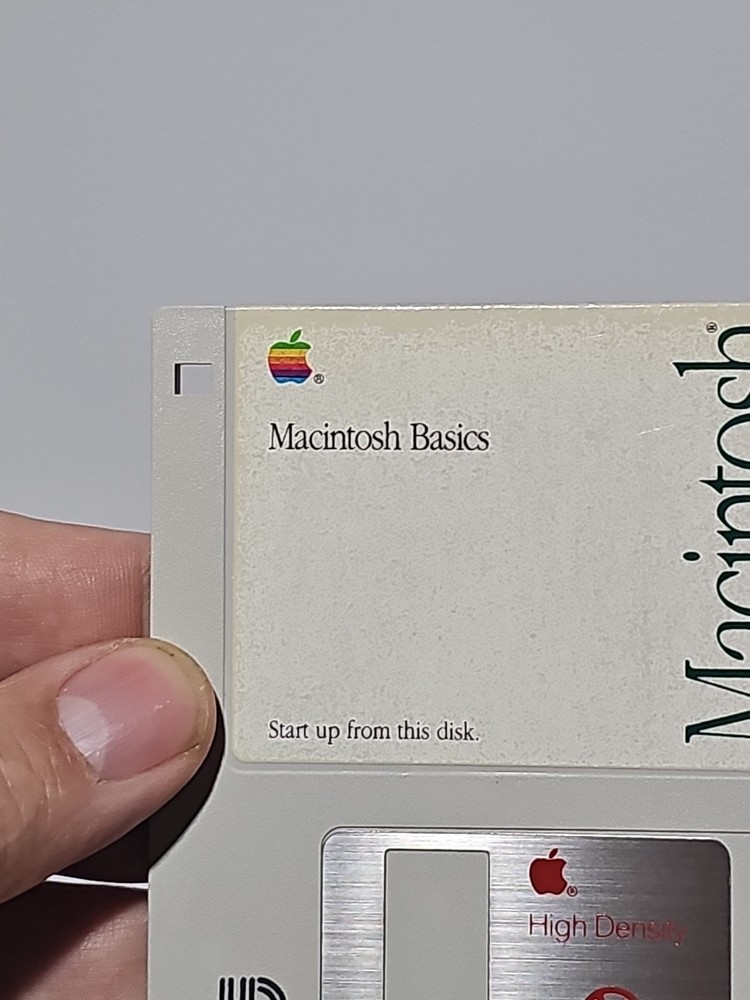 ®
Macintosh Basics
Start up from this disk.
Macintosh®
®
High Density